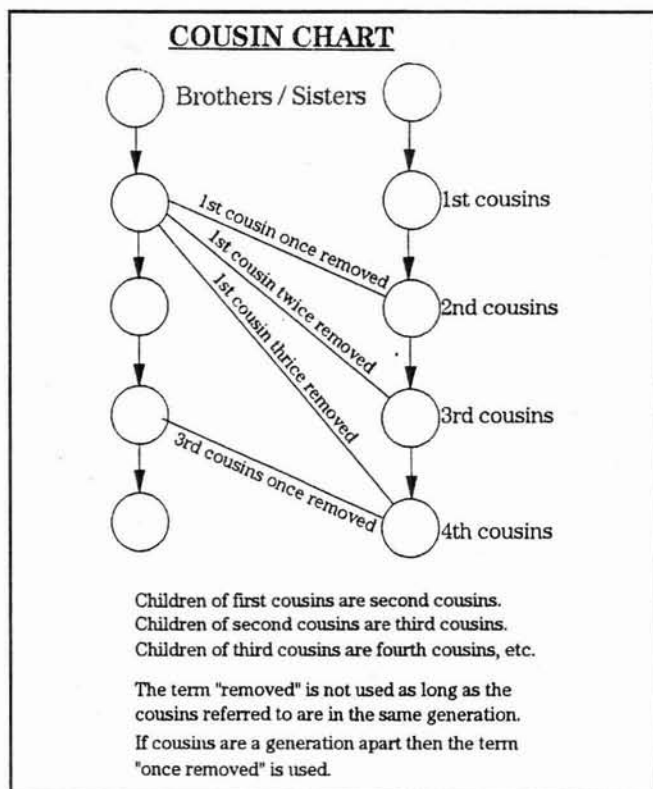 COUSIN CHART
Brothers / Sisters
1st cousins
1st cousin once removed
1st cousin twice removed
2nd cousins
1st cousin thrice removed
3rd cousins
3rd cousins once removed
4th cousins
Children of first cousins are second cousins.
Children of second cousins are third cousins.
Children of third cousins are fourth cousins, etc.
The term "removed" is not used as long as the
cousins referred to are in the same generation.
If cousins are a generation apart then the term
"once removed" is used.